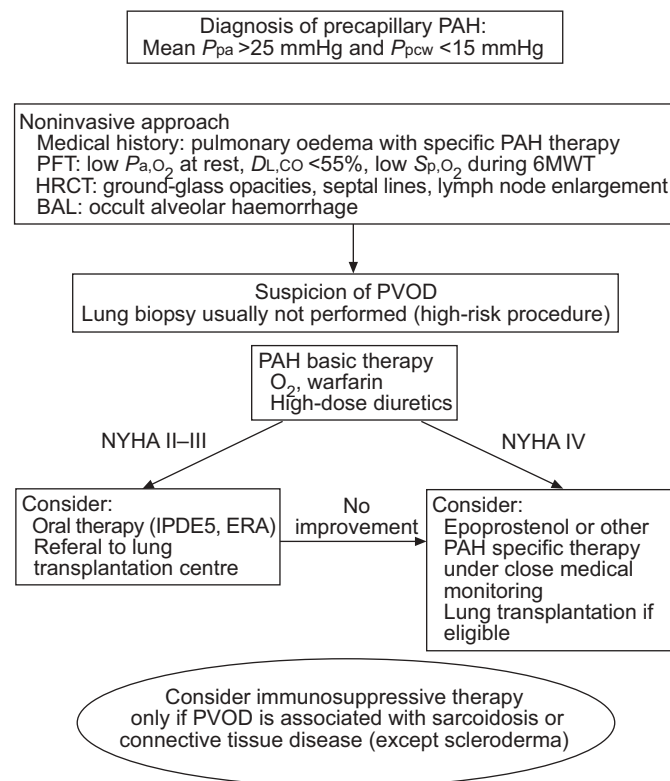 Diagnosis of precapillary PAH:
Mean Ppa >25 mmHg and Ppcw <15 mmHg
Noninvasive approach
Medical history: pulmonary oedema with specific PAH therapy
PFT: low Pa,O2 at rest, DL,CO <55%, low Sp,O2 during 6MWT
HRCT: ground-glass opacities, septal lines, lymph node enlargement
BAL: occult alveolar haemorrhage
Suspicion of PVOD
Lung biopsy usually not performed (high-risk procedure)
PAH basic therapy
O2, warfarin
High-dose diuretics
NYHA II–III
NYHA IV
Consider:
Oral therapy (IPDE5, ERA)
Referal to lung
transplantation centre
No
improvement
Consider:
Epoprostenol or other
PAH specific therapy
under close medical
monitoring
Lung transplantation if
eligible
Consider immunosuppressive therapy
only if PVOD is associated with sarcoidosis or
connective tissue disease (except scleroderma)